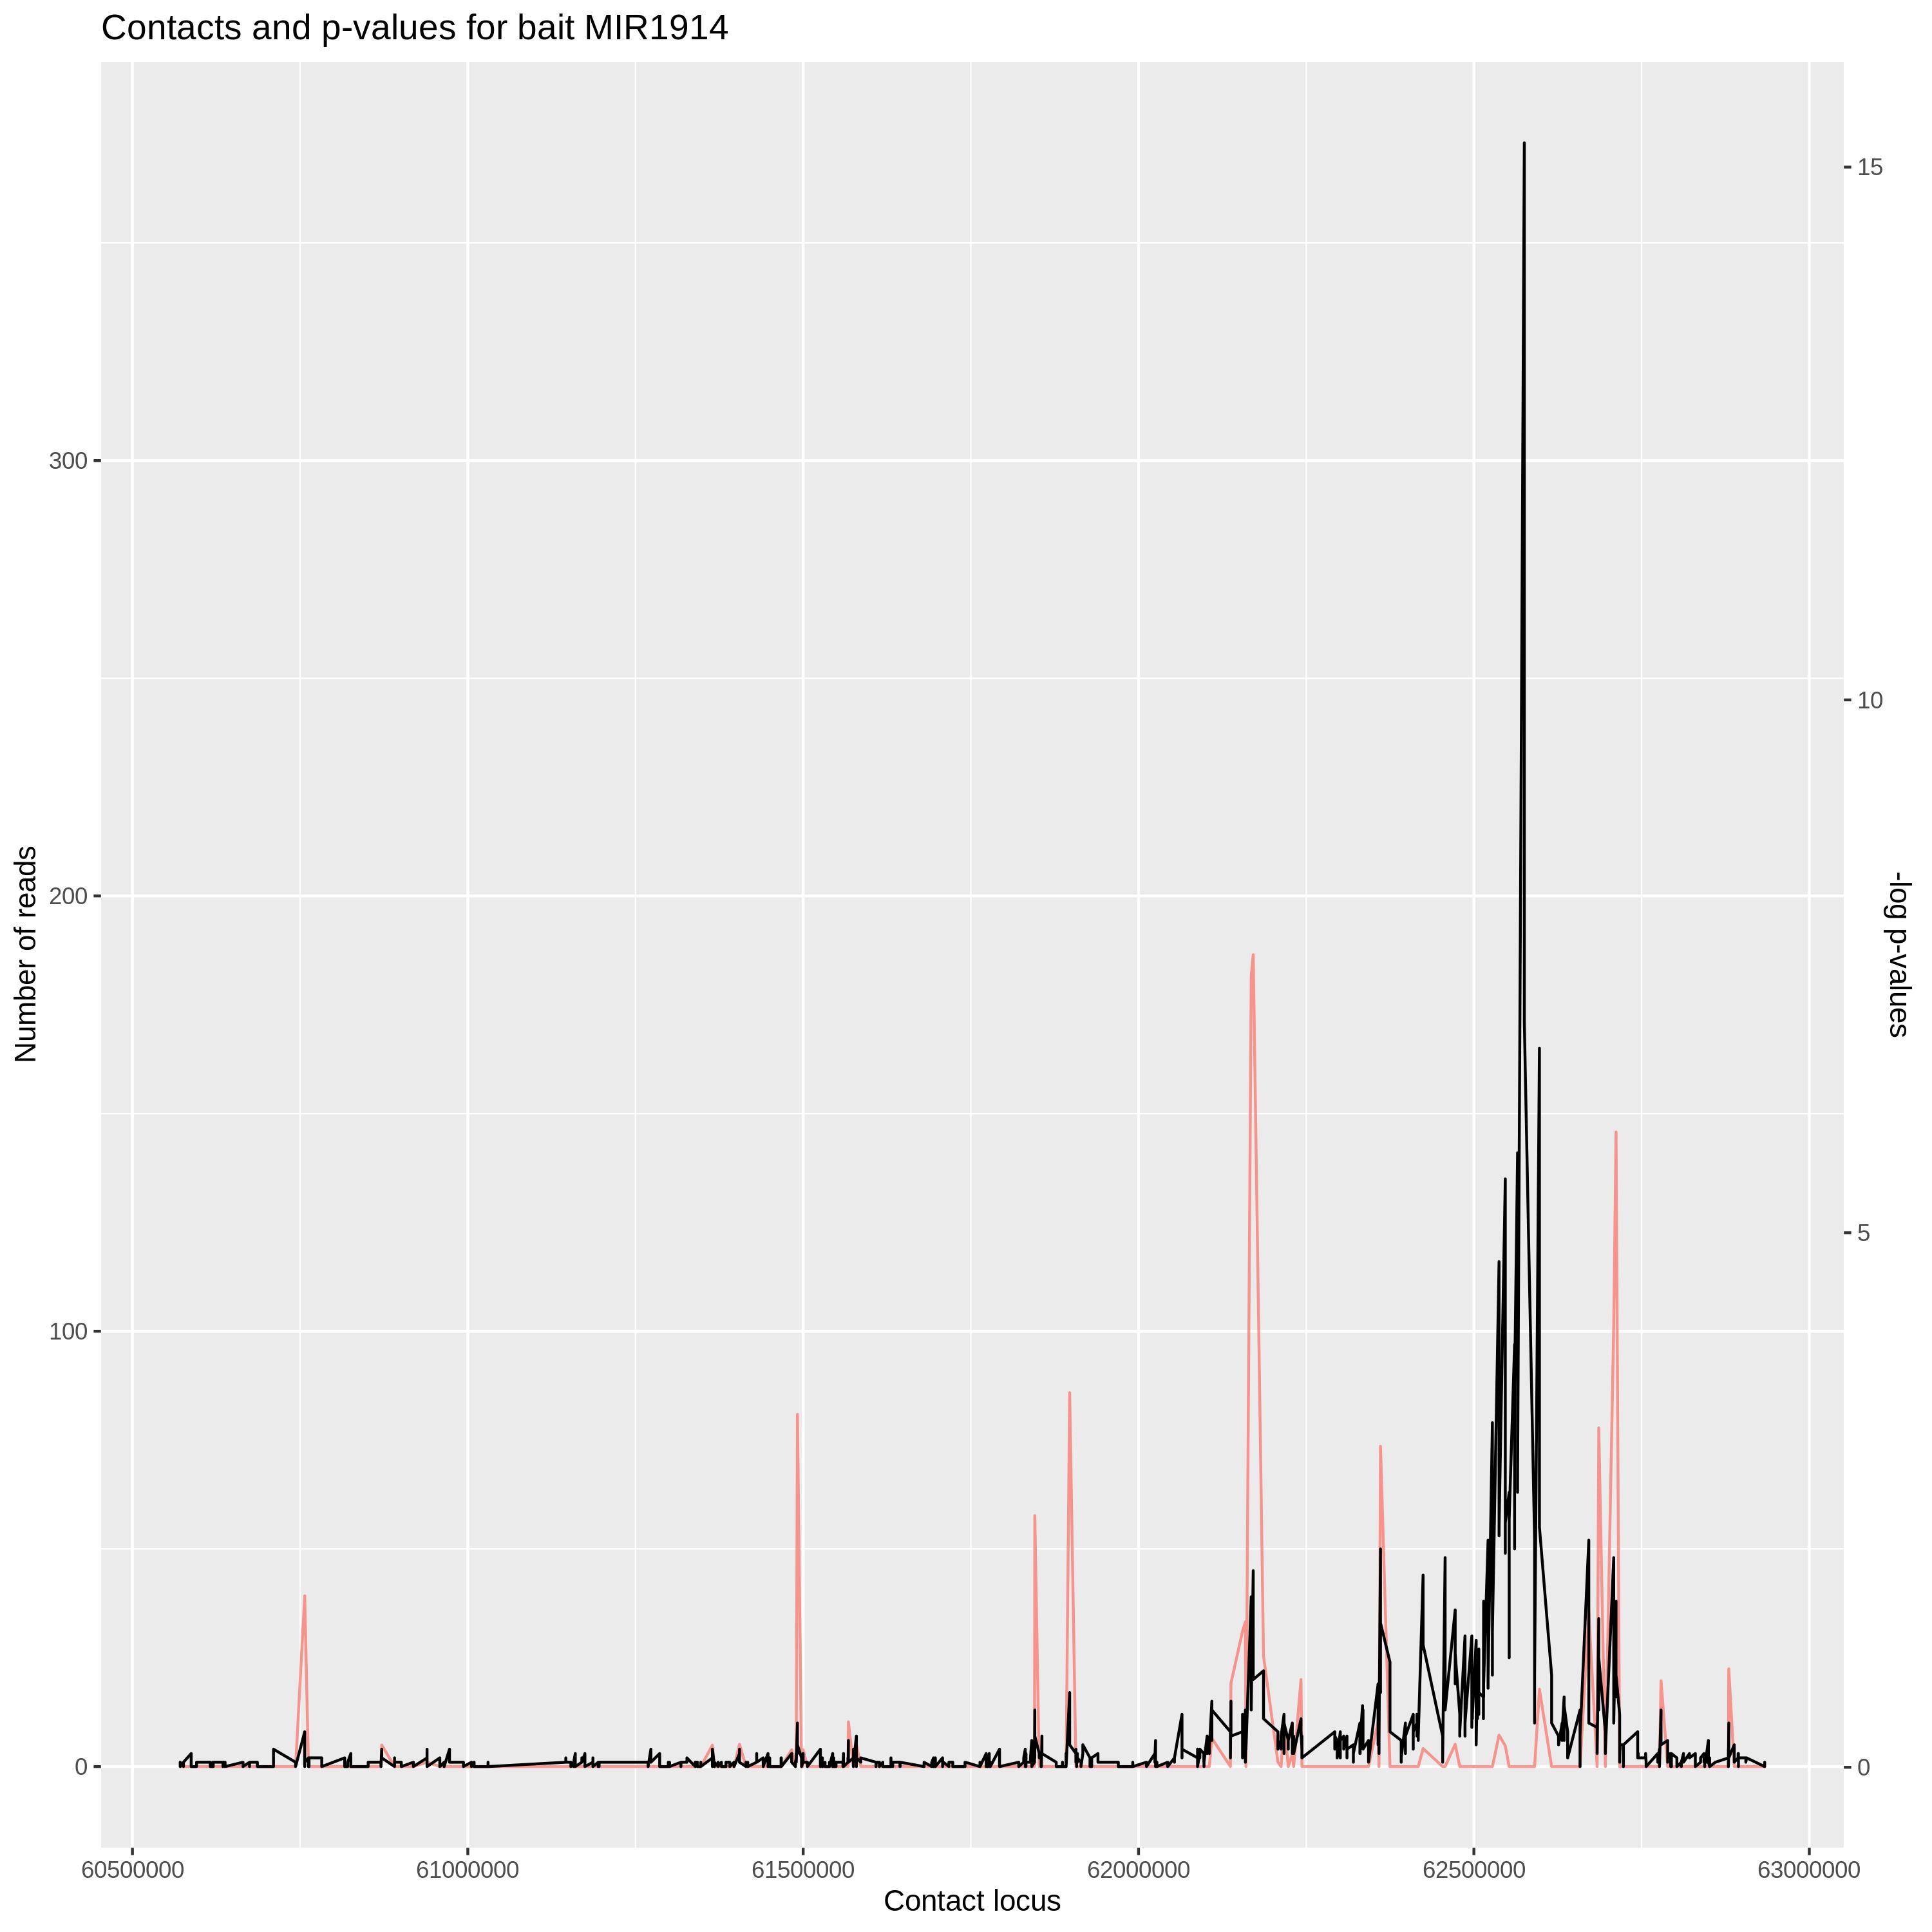 Contacts and p-values for bait MIR1914
Number of reads
300
200
100
0
15
10
5
0
-log p-values
60500000 61000000 61500000 62000000 62500000 63000000
Contact locus